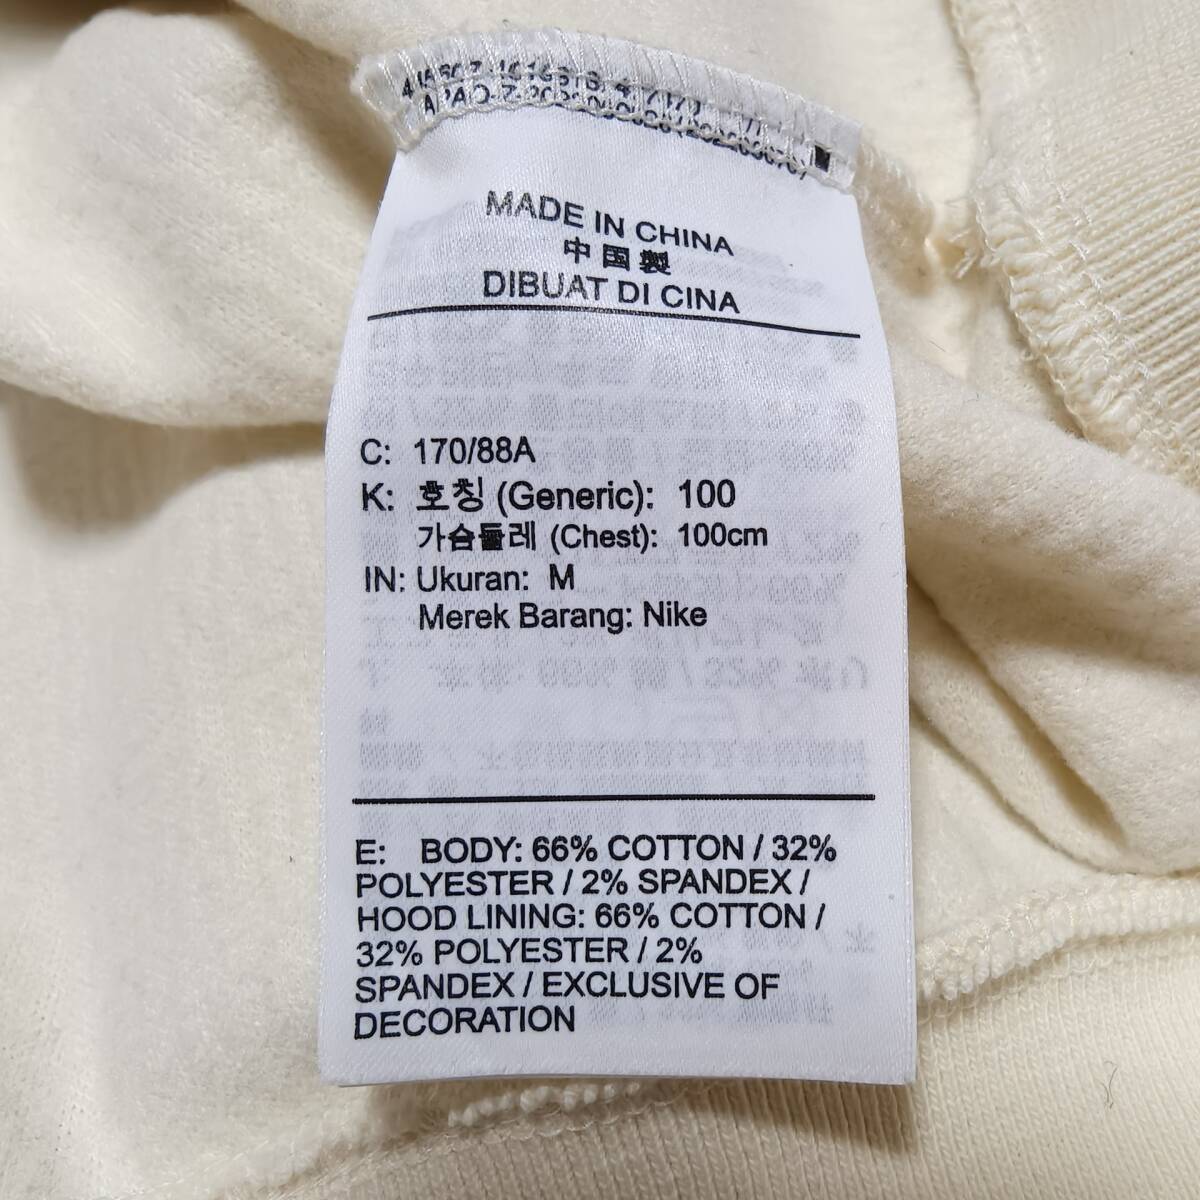 MADE IN CHINA
中国製
DIBUAT DI CINA
C: 170/88A
K: 호칭 (Generic): 100
가슴둘레 (Chest): 100cm
IN: Ukuran: M
Merek Barang: Nike
E: BODY: 66% COTTON / 32%
POLYESTER / 2% SPANDEX /
HOOD LINING: 66% COTTON /
32% POLYESTER / 2%
SPANDEX / EXCLUSIVE OF
DECORATION